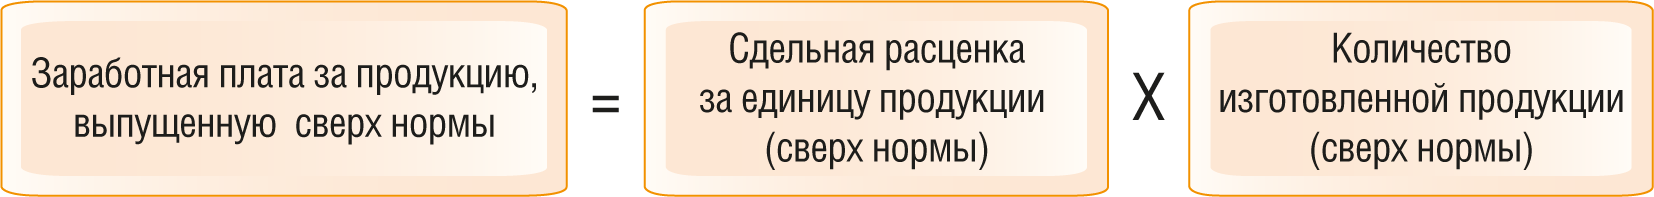 Заработная плата за продукцию,
выпущенную сверх нормы
=
Сдельная расценка
за единицу продукции
(сверх нормы)
X
Количество
изготовленной продукции
(сверх нормы)